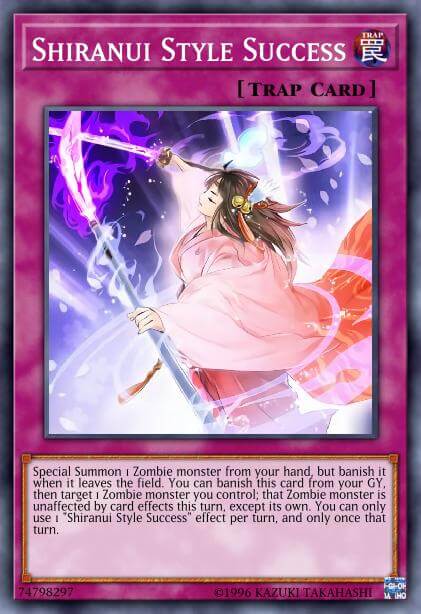 SHIRANUI STYLE SUCCESS
TRAP
罠
[TRAP CARD]
Special Summon 1 Zombie monster from your hand, but banish it
when it leaves the field. You can banish this card from your GY,
then target 1 Zombie monster you control; that Zombie monster is
unaffected by card effects this turn, except its own. You can only
use 1 "Shiranui Style Success" effect per turn, and only once that
turn.
74798297
©1996 KAZUKI TAKAHASHI